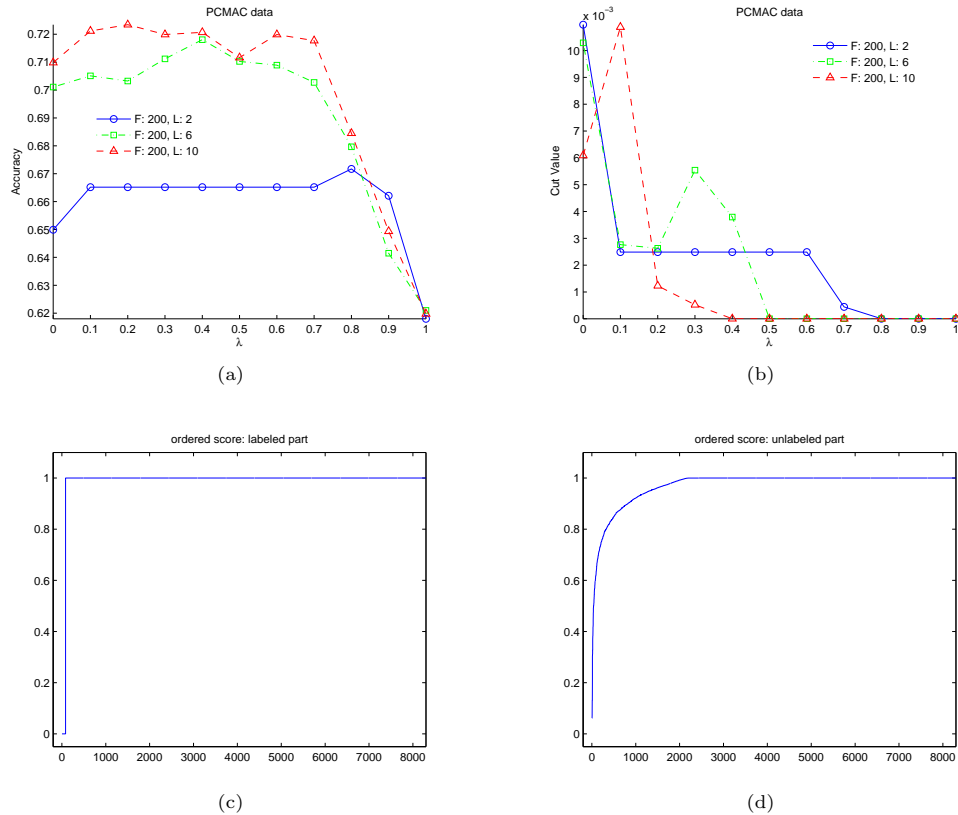 PCMAC data
0.72
0.71
0.7
0.69
0.68
0.67
0.66
0.65
0.64
0.63
0.62
Accuracy
F: 200, L: 2
F: 200, L: 6
F: 200, L: 10
0 0.1 0.2 0.3 0.4 0.5 0.6 0.7 0.8 0.9 1
λ
(a)
PCMAC data
x 10⁻³
10
9
8
7
6
5
4
3
2
1
0
Cut Value
F: 200, L: 2
F: 200, L: 6
F: 200, L: 10
0 0.1 0.2 0.3 0.4 0.5 0.6 0.7 0.8 0.9 1
λ
(b)
ordered score: labeled part
1
0.8
0.6
0.4
0.2
0
0 1000 2000 3000 4000 5000 6000 7000 8000
(c)
ordered score: unlabeled part
1
0.8
0.6
0.4
0.2
0
0 1000 2000 3000 4000 5000 6000 7000 8000
(d)